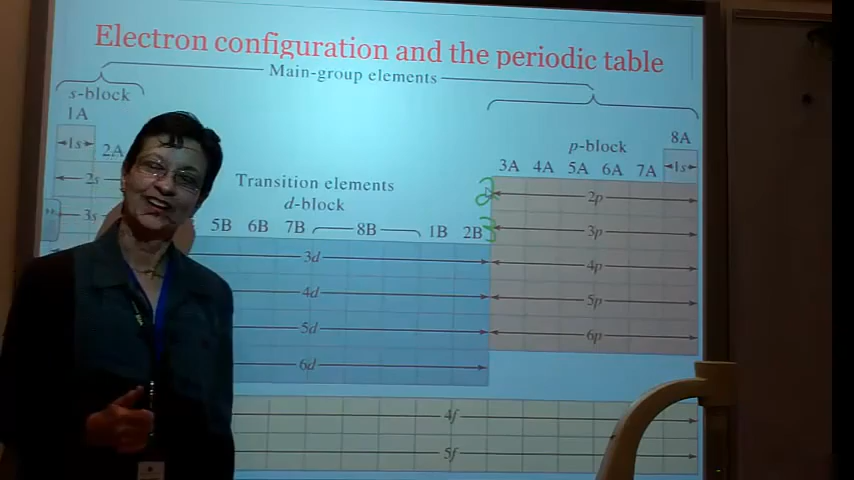 Electron configuration and the periodic table
Main-group elements
s-block
1A
8A
p-block
1s
2A
3A 4A 5A 6A 7A
1s
2s
Transition elements
2
2p
d-block
3s
5B 6B 7B 8B 1B 2B
3
3p
3d
4p
4d
5p
5d
6p
6d
4f
5f